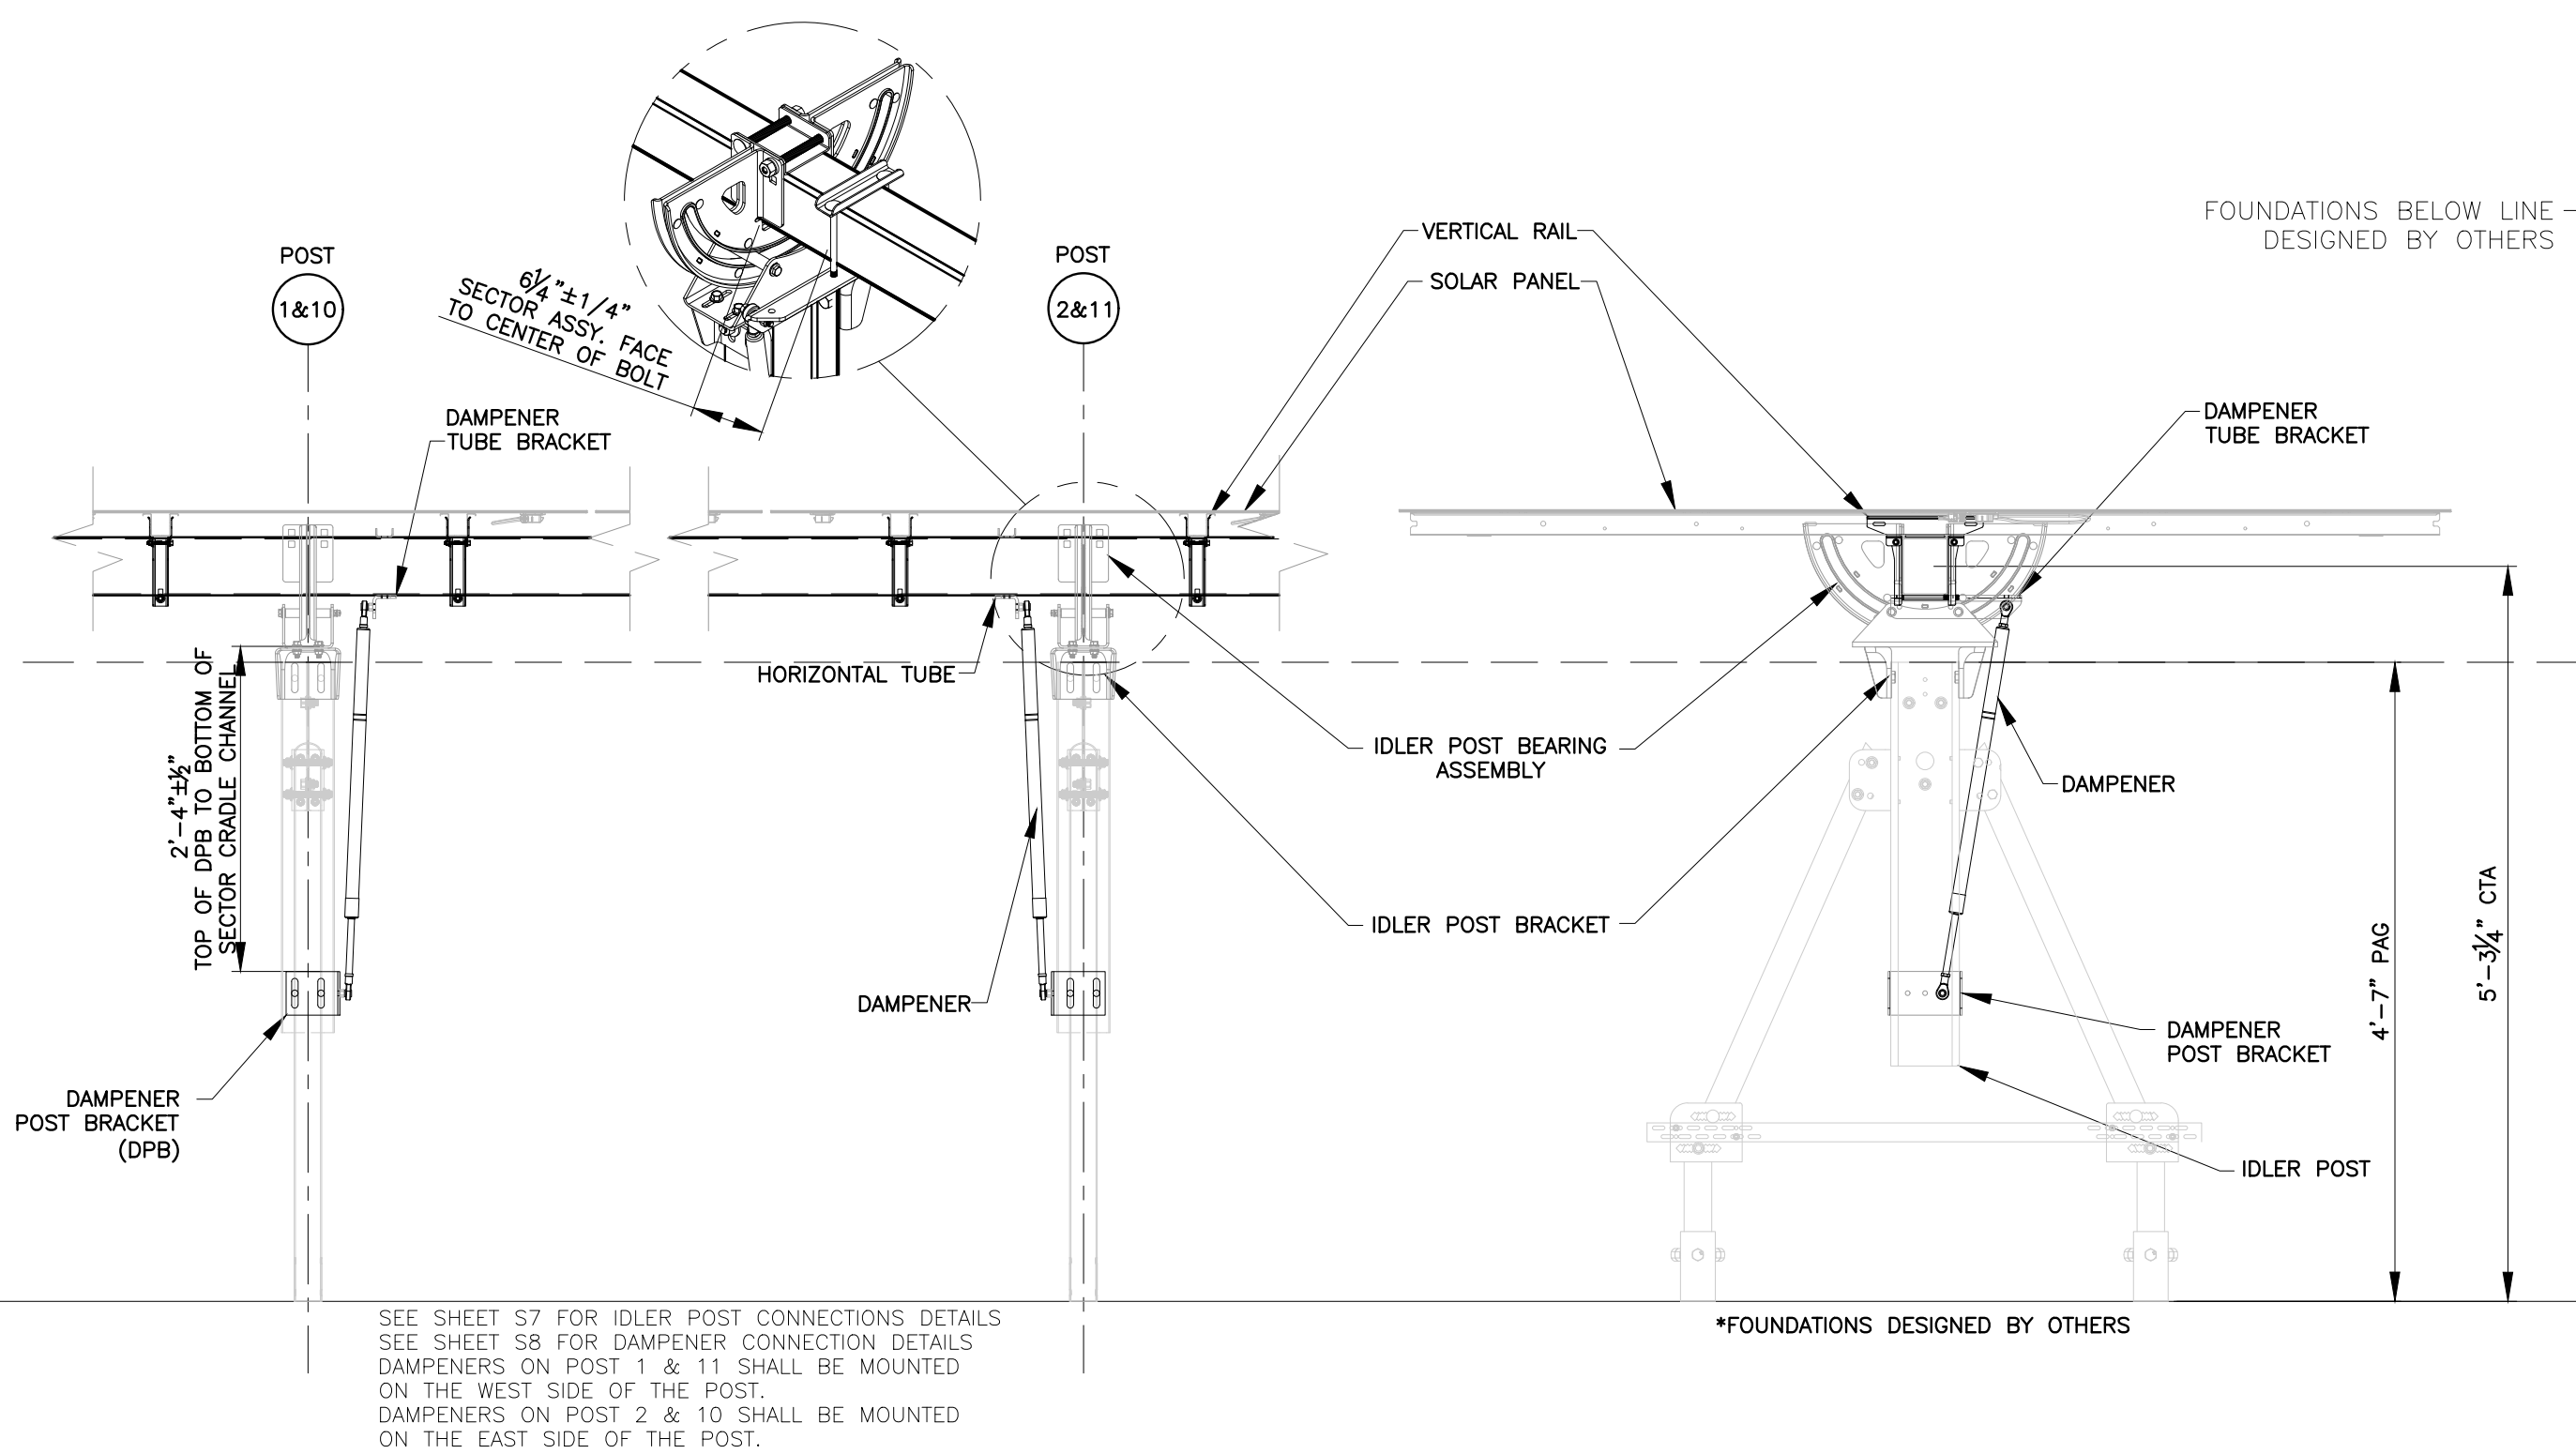 FOUNDATIONS BELOW LINE
DESIGNED BY OTHERS
POST
1&10
6¼"±1/4"
SECTOR ASSY. FACE
TO CENTER OF BOLT
POST
2&11
VERTICAL RAIL
SOLAR PANEL
DAMPENER
TUBE BRACKET
DAMPENER
TUBE BRACKET
2'-4"±½"
TOP OF DPB TO BOTTOM OF
SECTOR CRADLE CHANNEL
HORIZONTAL TUBE
IDLER POST BEARING
ASSEMBLY
DAMPENER
IDLER POST BRACKET
DAMPENER
4'-7" PAG
5'-3¼" CTA
DAMPENER
POST BRACKET
DAMPENER
POST BRACKET
(DPB)
IDLER POST
SEE SHEET S7 FOR IDLER POST CONNECTIONS DETAILS
SEE SHEET S8 FOR DAMPENER CONNECTION DETAILS
DAMPENERS ON POST 1 & 11 SHALL BE MOUNTED
ON THE WEST SIDE OF THE POST.
DAMPENERS ON POST 2 & 10 SHALL BE MOUNTED
ON THE EAST SIDE OF THE POST.
*FOUNDATIONS DESIGNED BY OTHERS